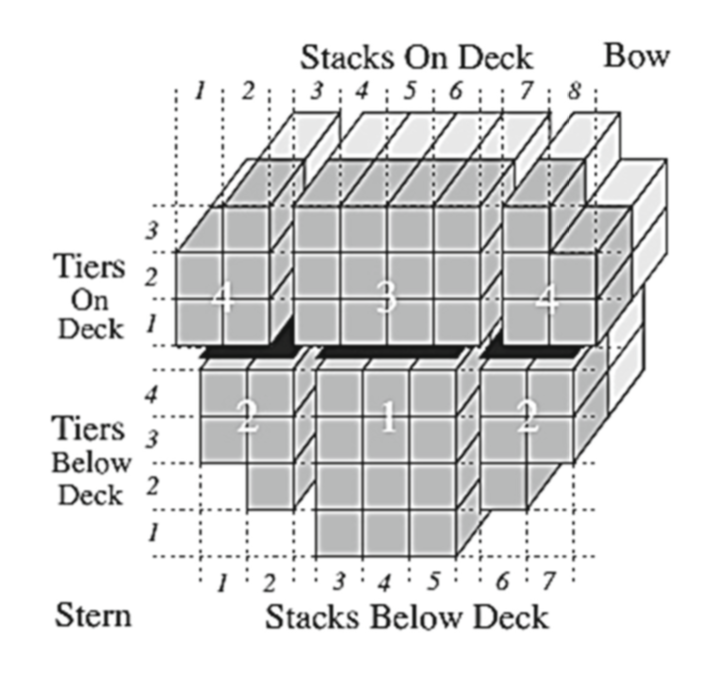 Stacks On Deck Bow
1 2 3 4 5 6 7 8
3
Tiers 2
On
Deck 1
4 3 4
4
Tiers 3
Below
Deck 2
1
2 1 2
1 2 3 4 5 6 7
Stern Stacks Below Deck